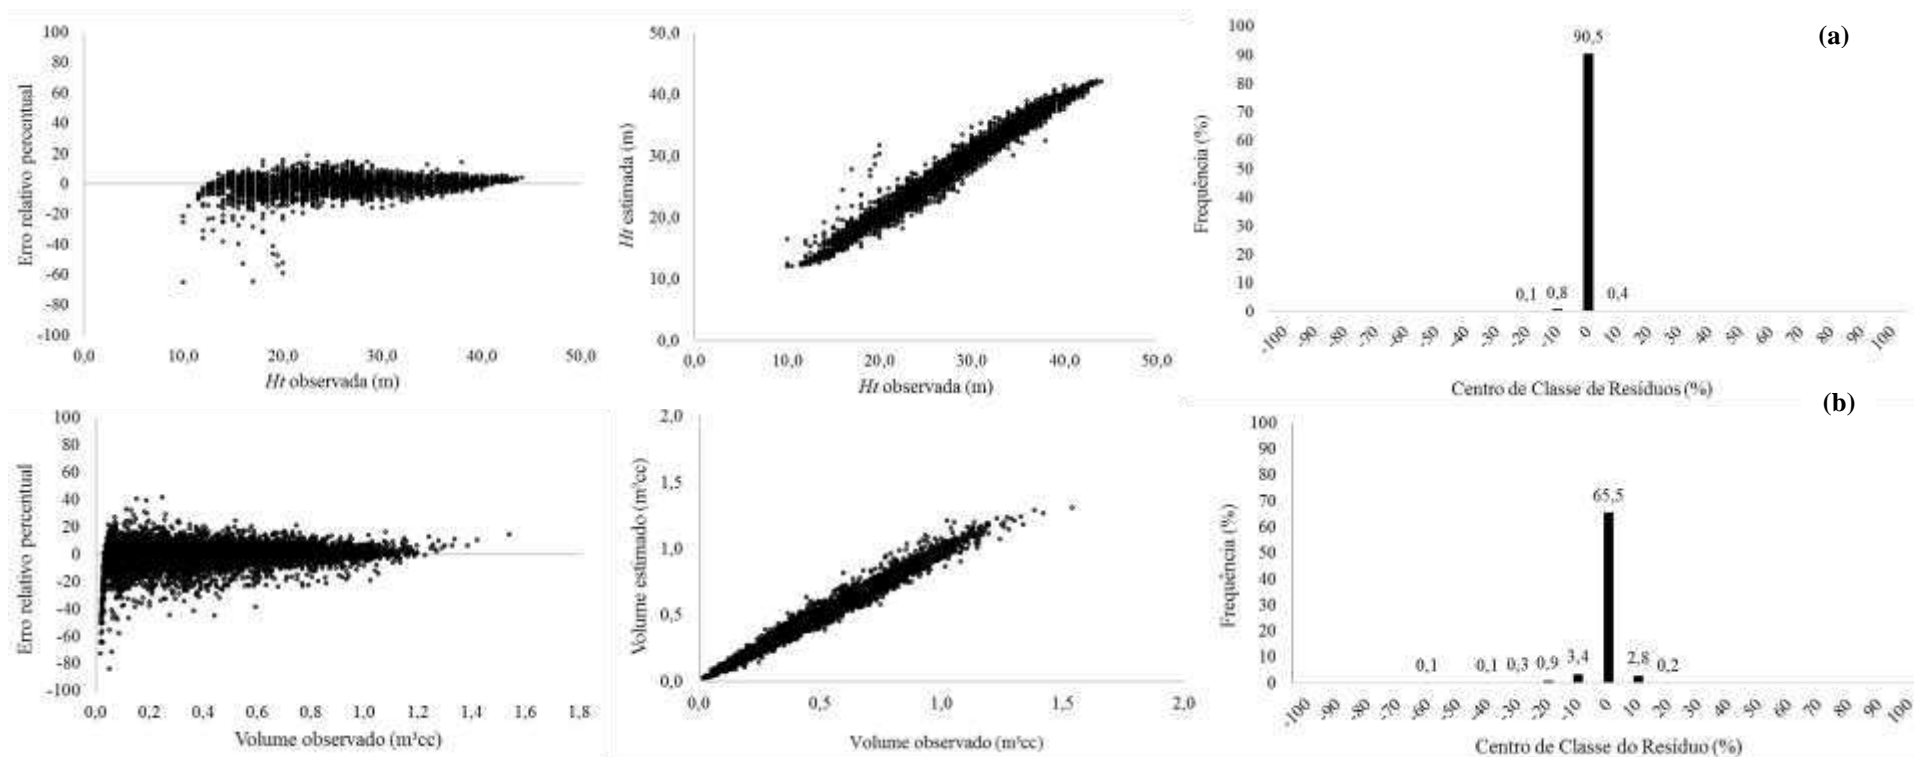 (a)
Erro relativo percentual
100
80
60
40
20
0
-20
-40
-60
-80
-100
0,0 10,0 20,0 30,0 40,0 50,0
Ht observada (m)
Ht estimada (m)
50,0
40,0
30,0
20,0
10,0
0,0
0,0 10,0 20,0 30,0 40,0 50,0
Ht observada (m)
Frequência (%)
100
90
80
70
60
50
40
30
20
10
0
0,1 0,8 90,5 0,4
-100 -90 -80 -70 -60 -50 -40 -30 -20 -10 0 10 20 30 40 50 60 70 80 90 100
Centro de Classe de Resíduos (%)
(b)
Erro relativo percentual
100
80
60
40
20
0
-20
-40
-60
-80
-100
0,0 0,2 0,4 0,6 0,8 1,0 1,2 1,4 1,6 1,8
Volume observado (m³cc)
Volume estimado (m³cc)
2,0
1,5
1,0
0,5
0,0
0,0 0,5 1,0 1,5 2,0
Volume observado (m³cc)
Frequência (%)
100
90
80
70
60
50
40
30
20
10
0
0,1 0,1 0,3 0,9 3,4 65,5 2,8 0,2
-100 -90 -80 -70 -60 -50 -40 -30 -20 -10 0 10 20 30 40 50 60 70 80 90 100
Centro de Classe do Resíduo (%)